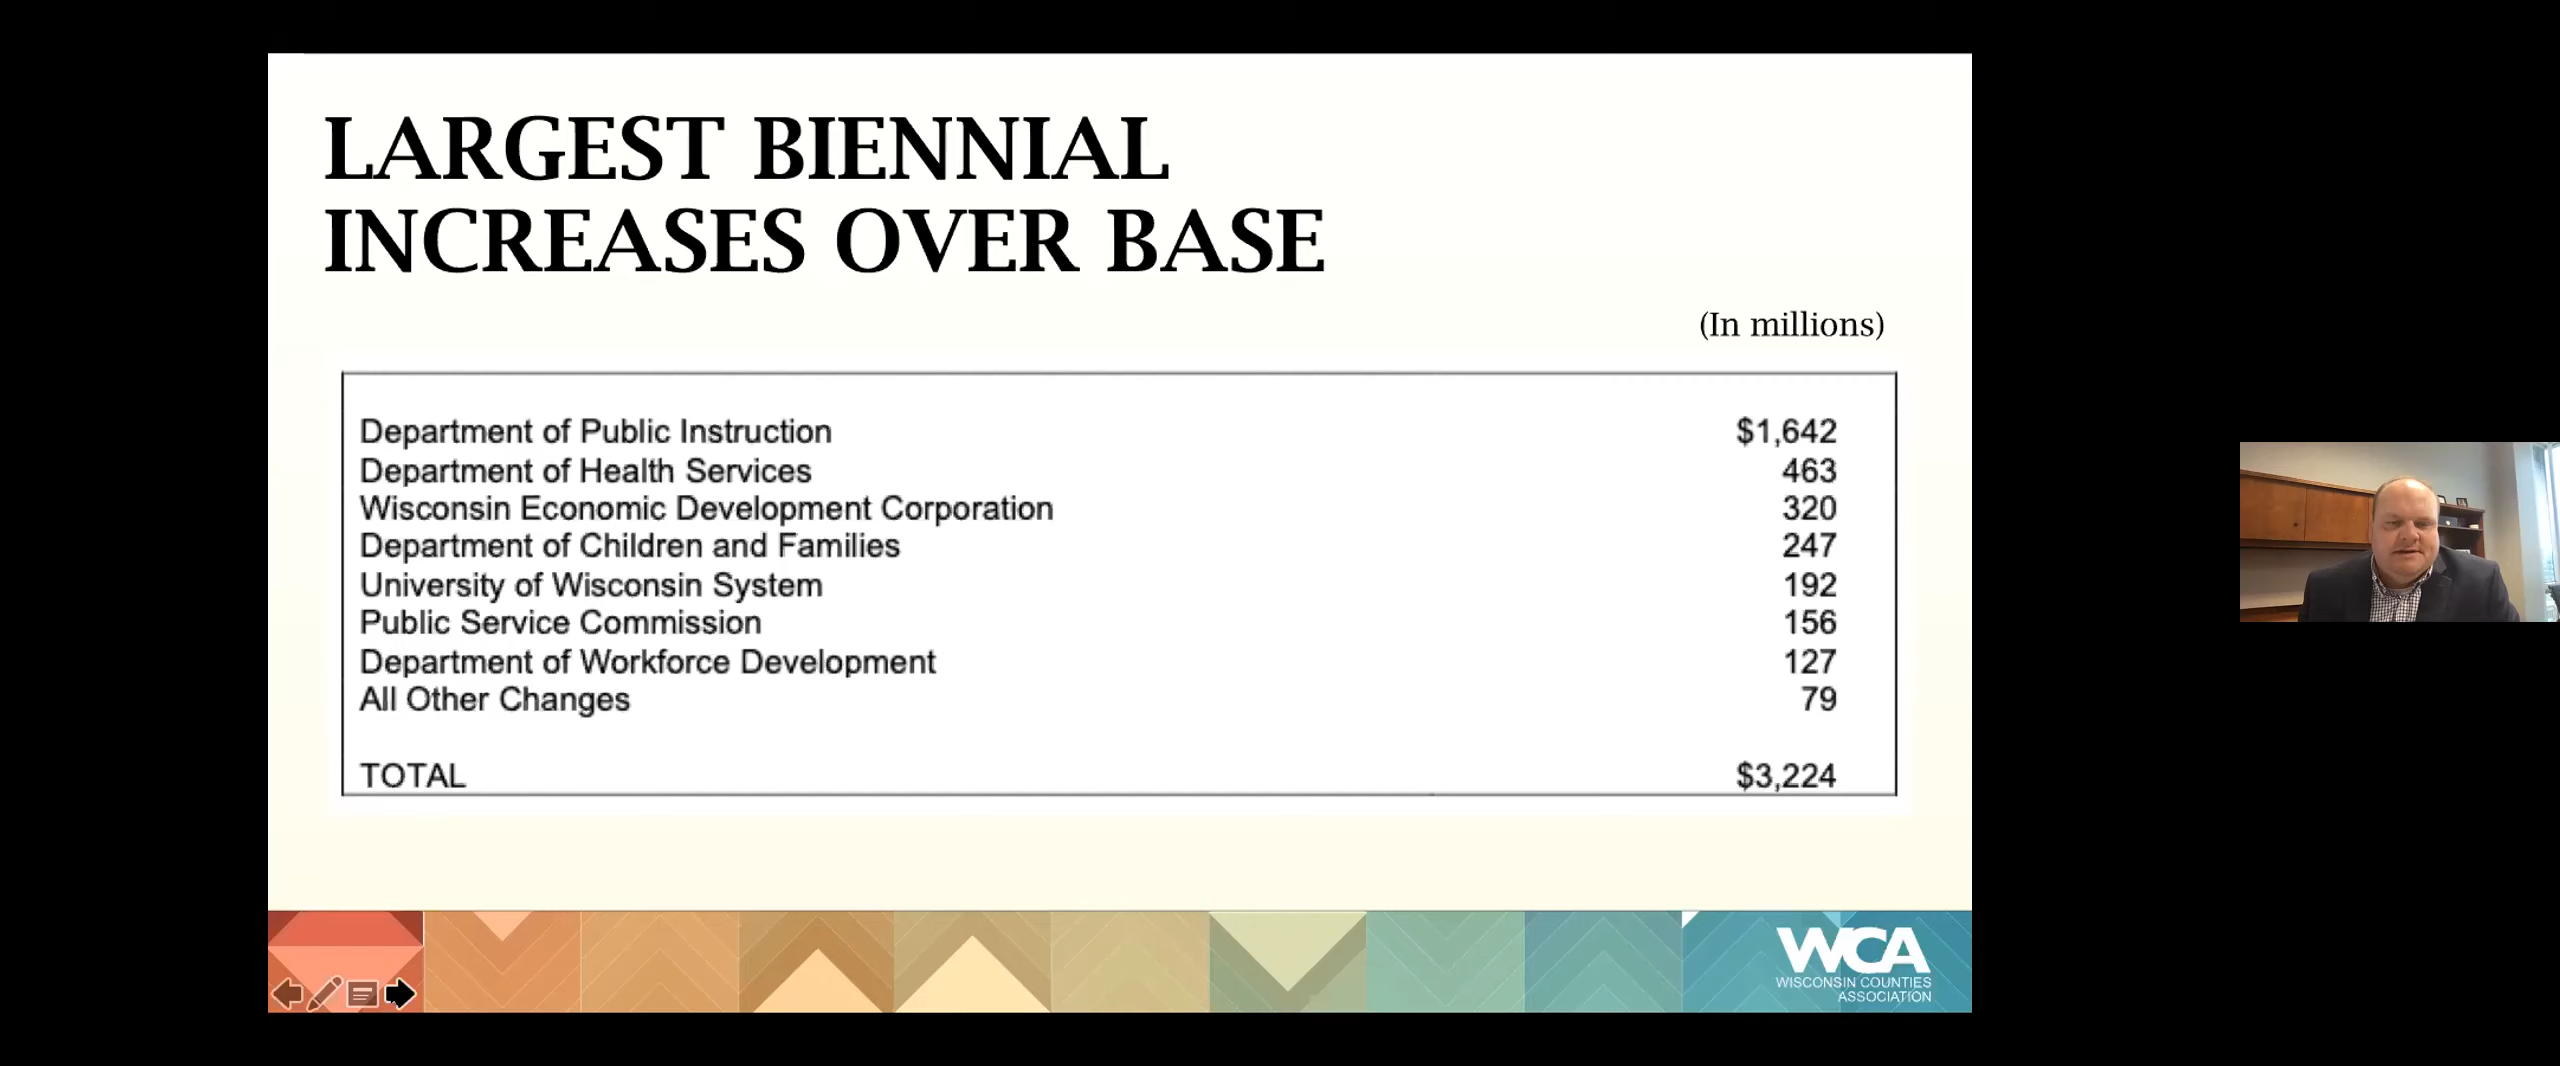 LARGEST BIENNIAL
INCREASES OVER BASE
(In millions)
Department of Public Instruction $1,642
Department of Health Services 463
Wisconsin Economic Development Corporation 320
Department of Children and Families 247
University of Wisconsin System 192
Public Service Commission 156
Department of Workforce Development 127
All Other Changes 79
TOTAL $3,224
WCA
WISCONSIN COUNTIES
ASSOCIATION